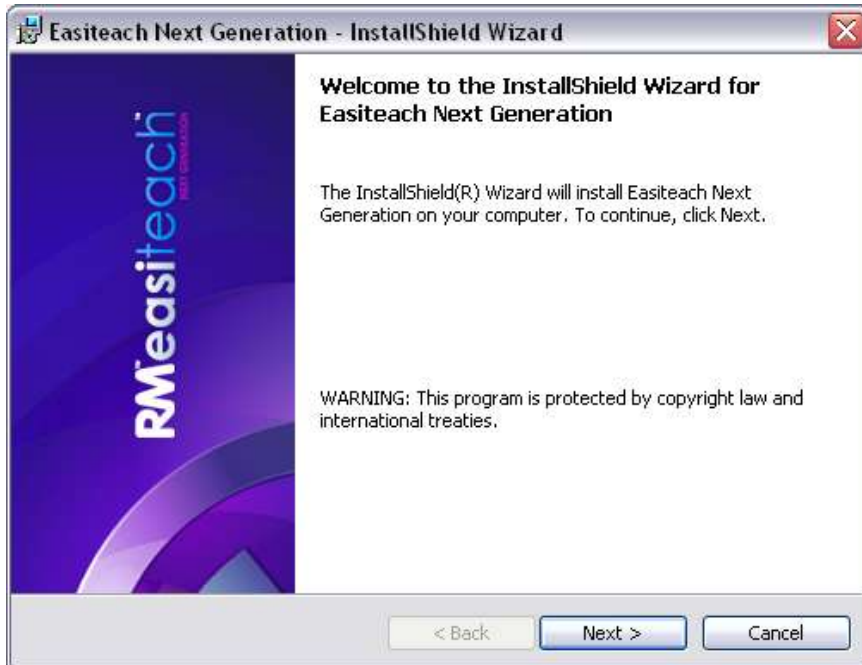 Easiteach Next Generation - InstallShield Wizard
RM easiteach
NEXT GENERATION
Welcome to the InstallShield Wizard for
Easiteach Next Generation
The InstallShield(R) Wizard will install Easiteach Next
Generation on your computer. To continue, click Next.
WARNING: This program is protected by copyright law and
international treaties.
< Back
Next >
Cancel